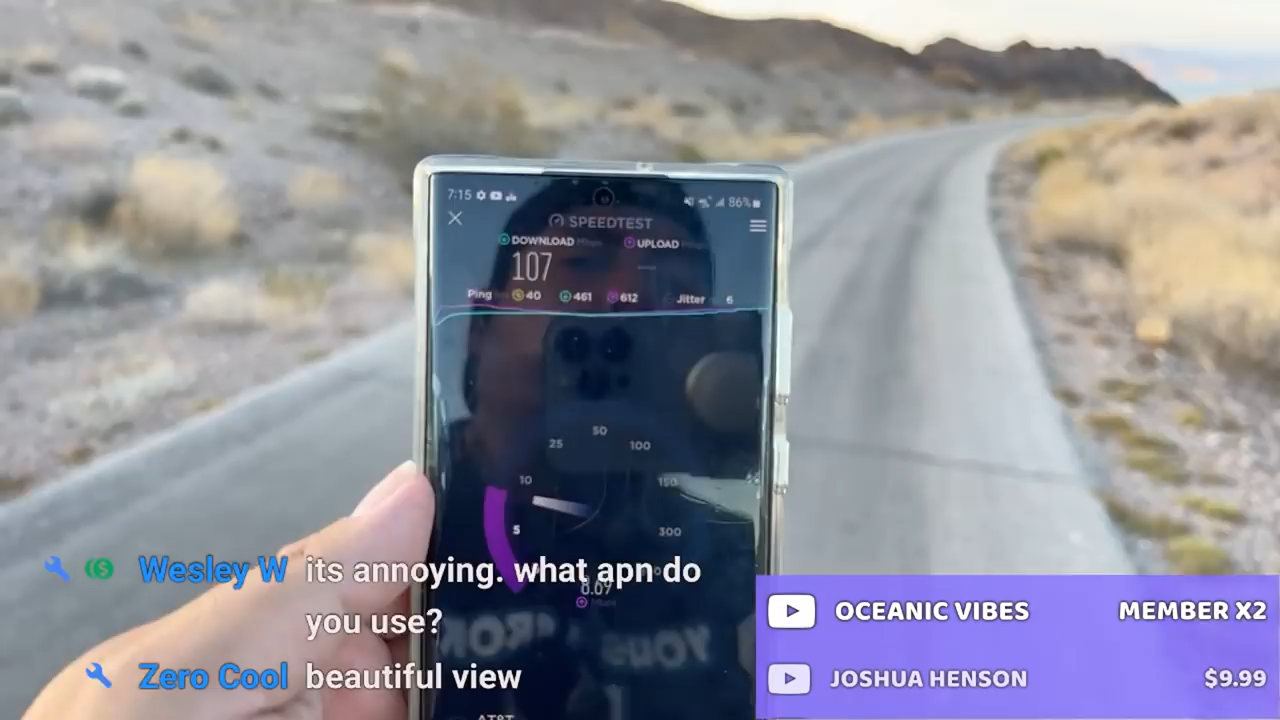 7:15
86%
SPEEDTEST
DOWNLOAD Mbps
UPLOAD
107
Ping 40 461 612 Jitter 6
50
25 100
10 150
5 300
Wesley W its annoying. what apn do
you use?
Zero Cool beautiful view
AT&T
OCEANIC VIBES MEMBER X2
JOSHUA HENSON $9.99